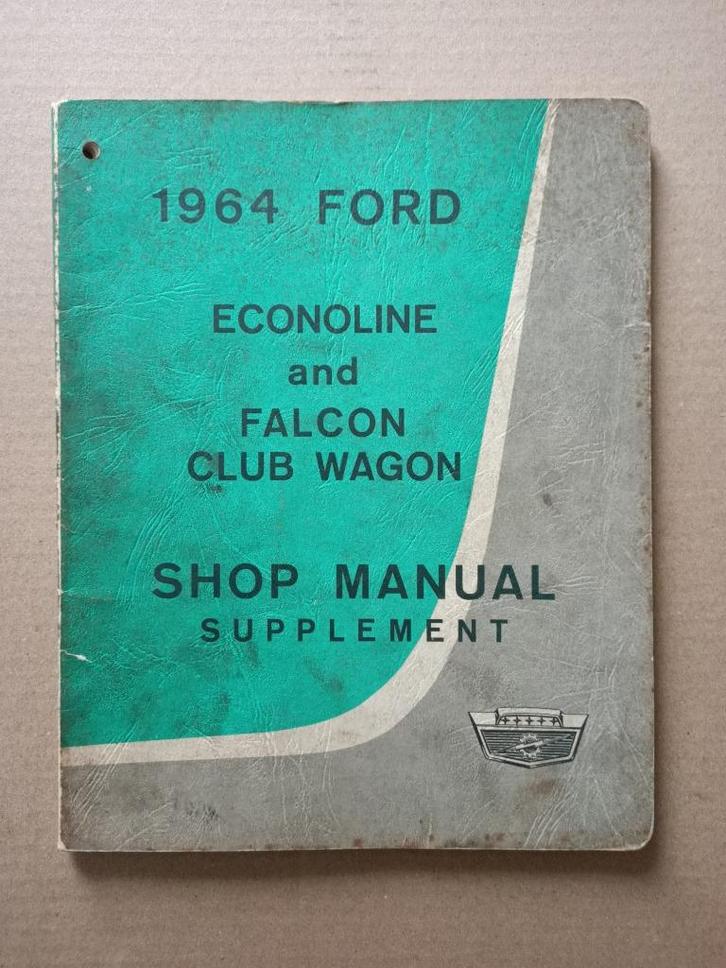 1964 FORD
ECONOLINE
and
FALCON
CLUB WAGON
SHOP MANUAL
SUPPLEMENT